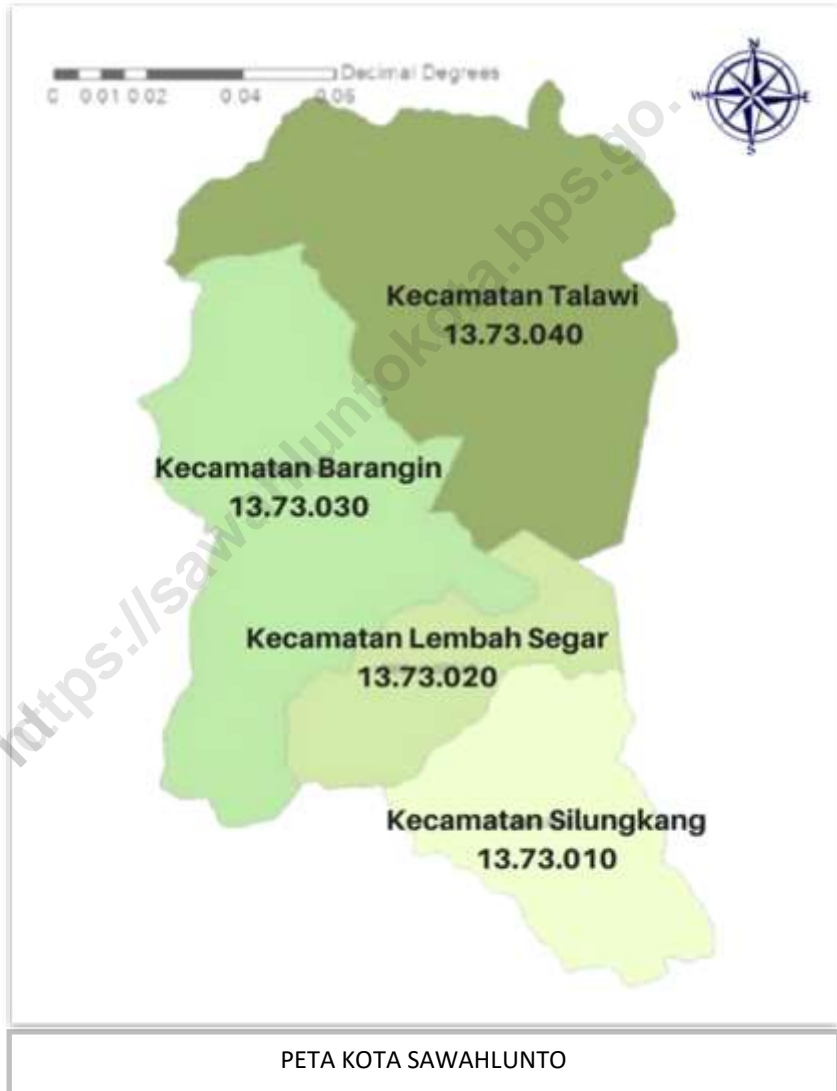 Decimal Degrees
0 0.01 0.02 0.04 0.06
N
W E
S
Kecamatan Talawi
13.73.040
Kecamatan Barangin
13.73.030
Kecamatan Lembah Segar
13.73.020
Kecamatan Silungkang
13.73.010
https://sawahluntokota.bps.go.
PETA KOTA SAWAHLUNTO